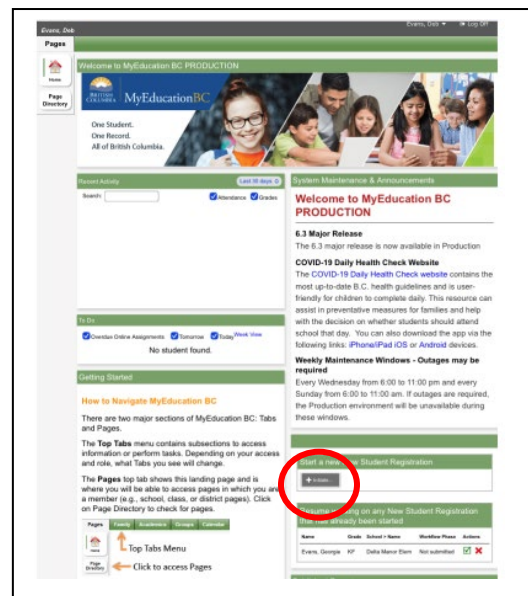 Evans, Deb
Evans, Deb
Log Off
Pages
Home
Page
Directory
Welcome to MyEducation BC PRODUCTION
BRITISH
COLUMBIA
MyEducationBC
One Student.
One Record.
All of British Columbia.
Recent Activity
Last 30 days
Search:
Attendance
Grades
To Do
Overdue Online Assignments
Tomorrow
Today
Week View
No student found.
Getting Started
How to Navigate MyEducation BC
There are two major sections of MyEducation BC: Tabs
and Pages.
The Top Tabs menu contains subsections to access
information or perform tasks. Depending on your access
and role, what Tabs you see will change.
The Pages top tab shows this landing page and is
where you will be able to access pages in which you are
a member (e.g., school, class, or district pages). Click
on Page Directory to check for pages.
Pages
Family
Academics
Groups
Calendar
Home
Top Tabs Menu
Page
Directory
Click to access Pages
System Maintenance & Announcements
Welcome to MyEducation BC
PRODUCTION
6.3 Major Release
The 6.3 major release is now available in Production
COVID-19 Daily Health Check Website
The COVID-19 Daily Health Check website contains the
most up-to-date B.C. health guidelines and is user-
friendly for children to complete daily. This resource can
assist in preventative measures for families and help
with the decision on whether students should attend
school that day. You can also download the app via the
following links: iPhone/iPad iOS or Android devices.
Weekly Maintenance Windows - Outages may be
required
Every Wednesday from 6:00 to 11:00 pm and every
Sunday from 6:00 to 11:00 am. If outages are required,
the Production environment will be unavailable during
these windows.
Start a new New Student Registration
+ Initiate...
Resume working on any New Student Registration
that has already been started
Name Grade School > Name Workflow Phase Actions
Evans, Georgie KF Delta Manor Elem Not submitted